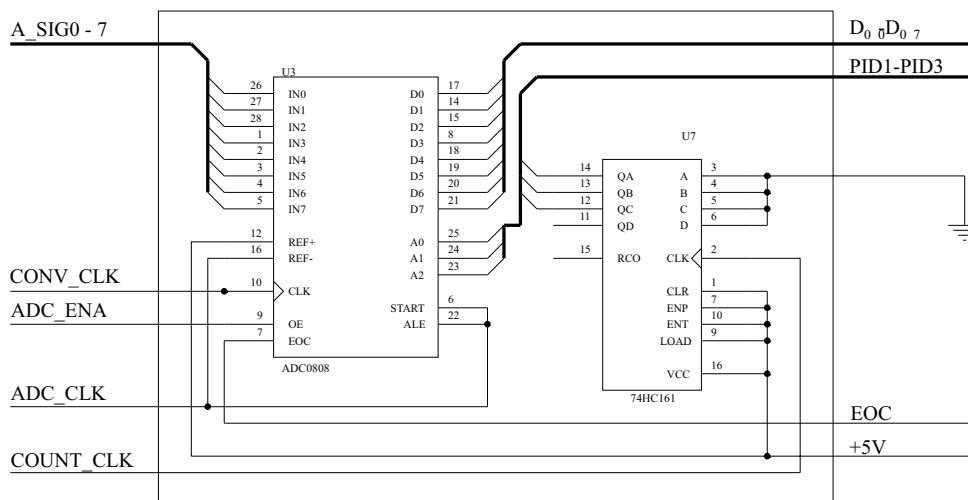 A_SIG0 - 7
D0 0D0 7
PID1-PID3
U3
26 IN0 D0 17
27 IN1 D1 14
28 IN2 D2 15
1 IN3 D3 8
2 IN4 D4 18
3 IN5 D5 19
4 IN6 D6 20
5 IN7 D7 21
12 REF+ A0 25
16 REF- A1 24
A2 23
CONV_CLK
10 CLK
START 6
ADC_ENA
9 OE ALE 22
7 EOC
ADC0808
U7
14 QA A 3
13 QB B 4
12 QC C 5
11 QD D 6
15 RCO CLK 2
CLR 1
ENP 7
ENT 10
LOAD 9
VCC 16
74HC161
ADC_CLK
EOC
+5V
COUNT_CLK